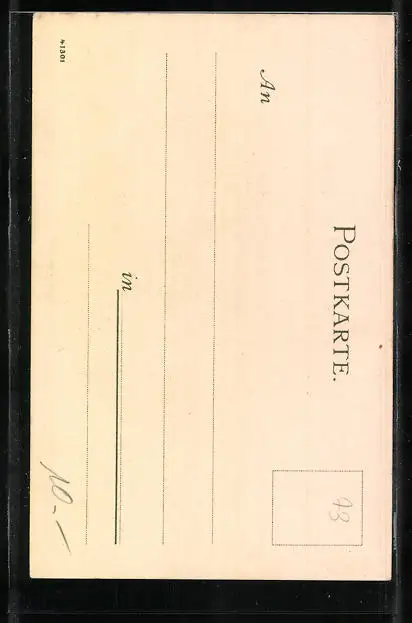 POSTKARTE.
93
An
in
10.–
41301